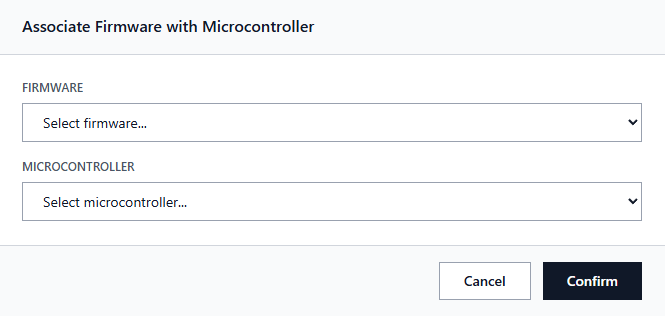 Associate Firmware with Microcontroller
FIRMWARE
Select firmware...
MICROCONTROLLER
Select microcontroller...
Cancel
Confirm